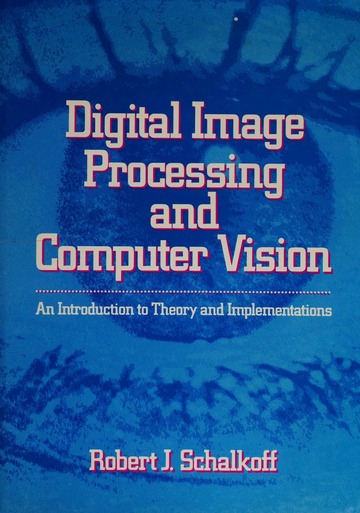 Digital Image
Processing
and
Computer Vision
An Introduction to Theory and Implementations
Robert J. Schalkoff